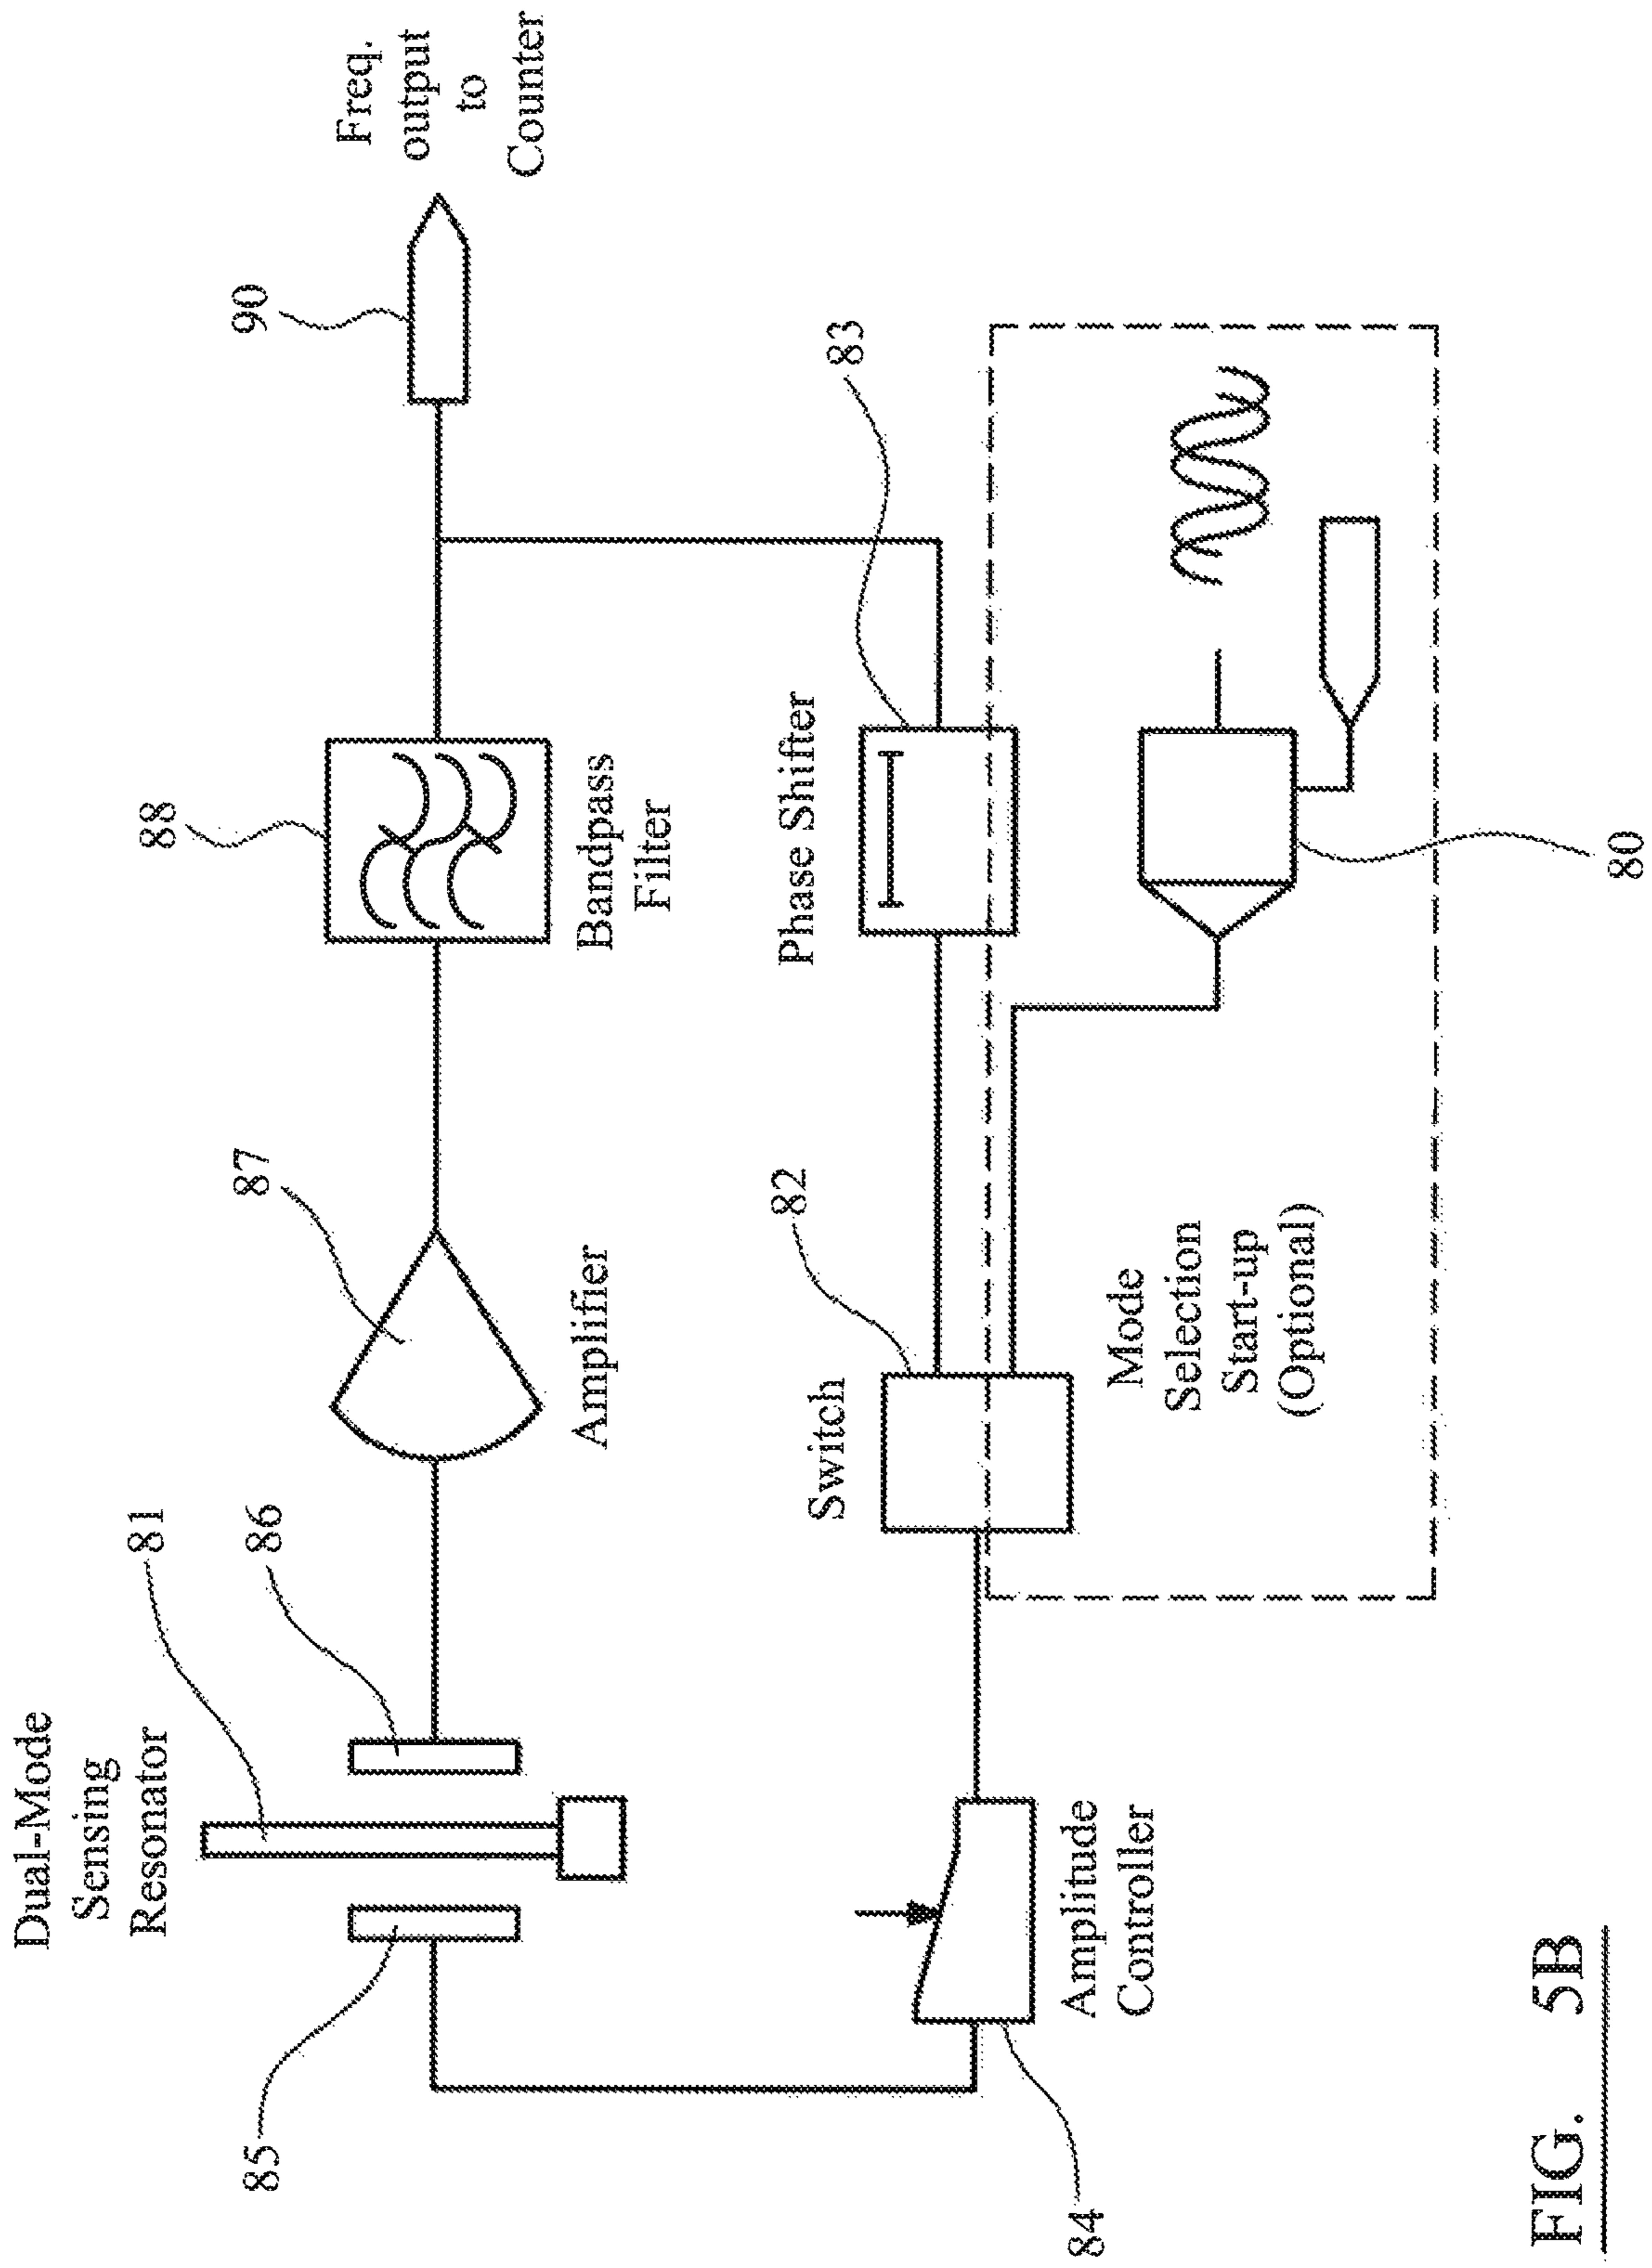 Dual-Mode
Sensing
Resonator
81
86
85
87
Amplifier
88
Bandpass
Filter
90
Freq.
output
to
Counter
84
Amplitude
Controller
Switch
82
Phase Shifter
83
Mode
Selection
Start-up
(Optional)
80
FIG. 5B